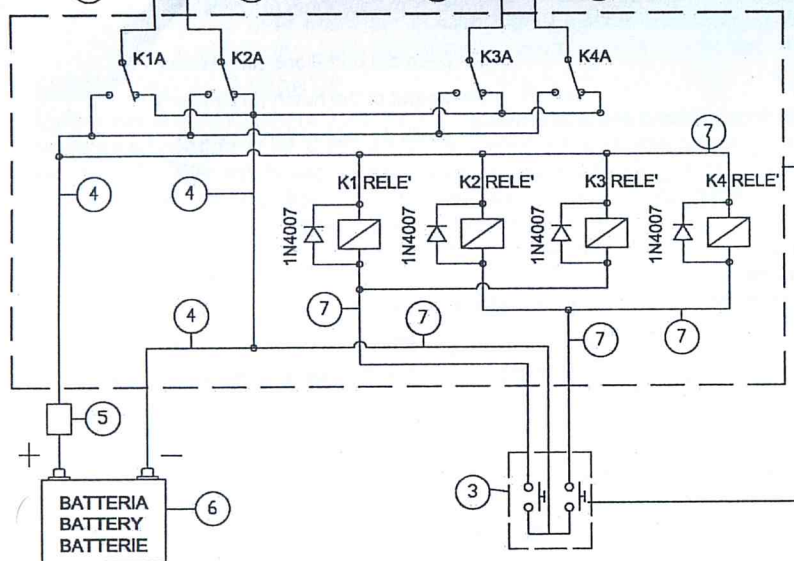 K1A
K2A
K3A
K4A
7
4
4
K1 RELE'
K2 RELE'
K3 RELE'
K4 RELE'
1N4007
1N4007
1N4007
1N4007
4
7
7
7
7
5
+
−
3
6
BATTERIA
BATTERY
BATTERIE